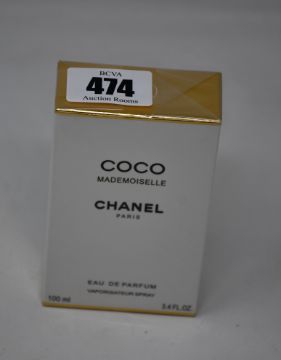 BCVA
474
Auction Rooms
COCO
MADEMOISELLE
CHANEL
PARIS
EAU DE PARFUM
VAPORISATEUR SPRAY
100 ml
3.4 FL.OZ